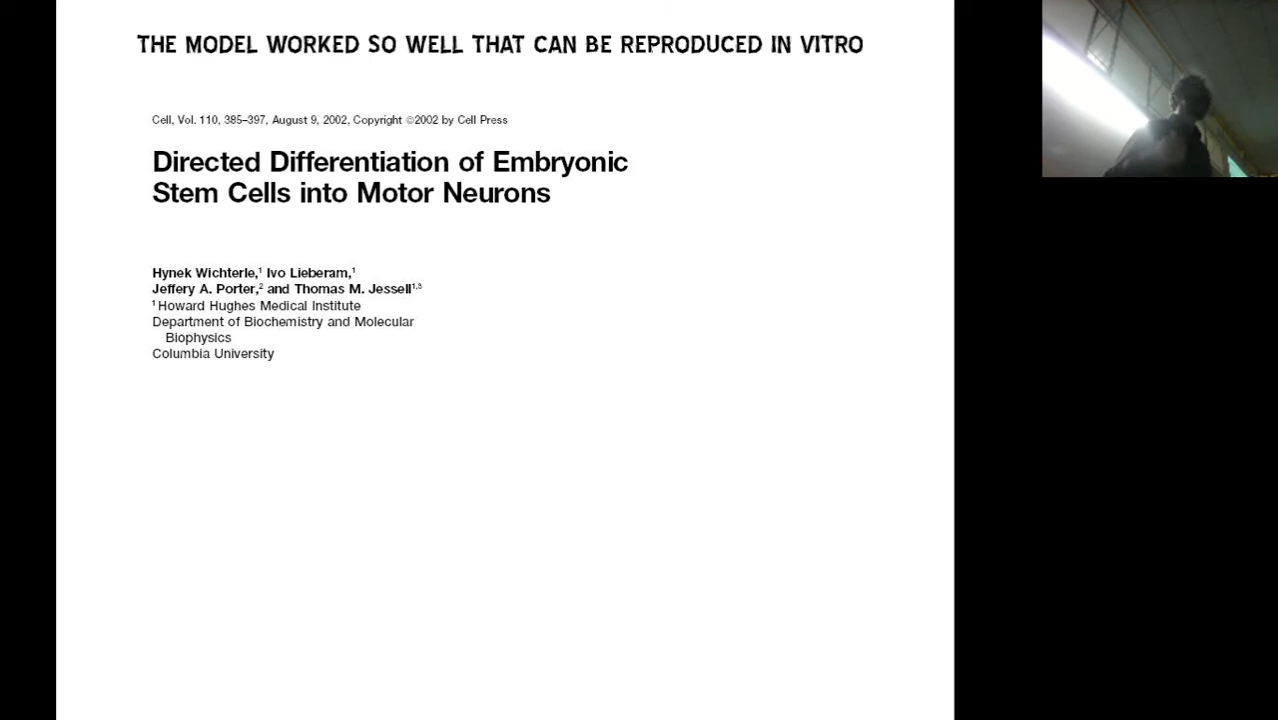 THE MODEL WORKED SO WELL THAT CAN BE REPRODUCED IN VITRO
Cell, Vol. 110, 385–397, August 9, 2002, Copyright ©2002 by Cell Press
Directed Differentiation of Embryonic
Stem Cells into Motor Neurons
Hynek Wichterle,¹ Ivo Lieberam,¹
Jeffery A. Porter,² and Thomas M. Jessell¹,³
¹ Howard Hughes Medical Institute
Department of Biochemistry and Molecular
Biophysics
Columbia University